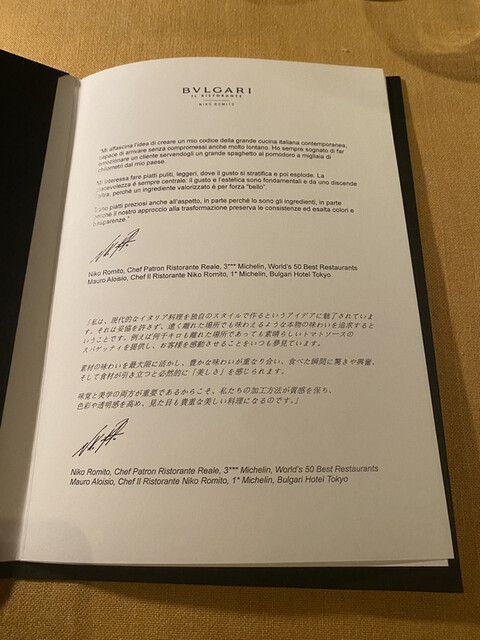 BVLGARI
IL RISTORANTE
NIKO ROMITO
"Mi affascina l'idea di creare un mio codice della grande cucina italiana contemporanea,
capace di arrivare senza compromessi anche molto lontano. Ho sempre sognato di far
emozionare un cliente servendogli un grande spaghetto al pomodoro a migliaia di
chilometri dal mio paese.
Mi interessa fare piatti puliti, leggeri, dove il gusto si stratifica e poi esplode. La
piacevolezza è sempre centrale: il gusto e l'estetica sono fondamentali e da uno discende
l'altra, perché un ingrediente valorizzato è per forza "bello".
piatti preziosi anche all'aspetto, in parte perché lo sono gli ingredienti, in parte
perché il nostro approccio alla trasformazione preserva le consistenze ed esalta colori e
trasparenze."
Niko Romito, Chef Patron Ristorante Reale, 3*** Michelin, World's 50 Best Restaurants
Mauro Aloisio, Chef Il Ristorante Niko Romito, 1* Michelin, Bulgari Hotel Tokyo
「私は、現代的なイタリア料理を独自のスタイルで作るというアイデアに魅了されていま
す。それは妥協を許さず、遠く離れた場所でも味わえるような本物の味わいを追求すると
いうことです。例えば何千キロも離れた場所であっても素晴らしいトマトソースの
スパゲッティを提供し、お客様を感動させることをいつも夢見ています。
素材の味わいを最大限に活かし、豊かな味わいが重なり合い、食べた瞬間に驚きや興奮、
そして食材が引き立つと必然的に「美しさ」を感じられます。
味覚と美学の両方が重要であるからこそ、私たちの加工方法が質感を保ち、
色彩や透明感を高め、見た目も貴重な美しい料理になるのです。」
Niko Romito, Chef Patron Ristorante Reale, 3*** Michelin, World's 50 Best Restaurants
Mauro Aloisio, Chef Il Ristorante Niko Romito, 1* Michelin, Bulgari Hotel Tokyo